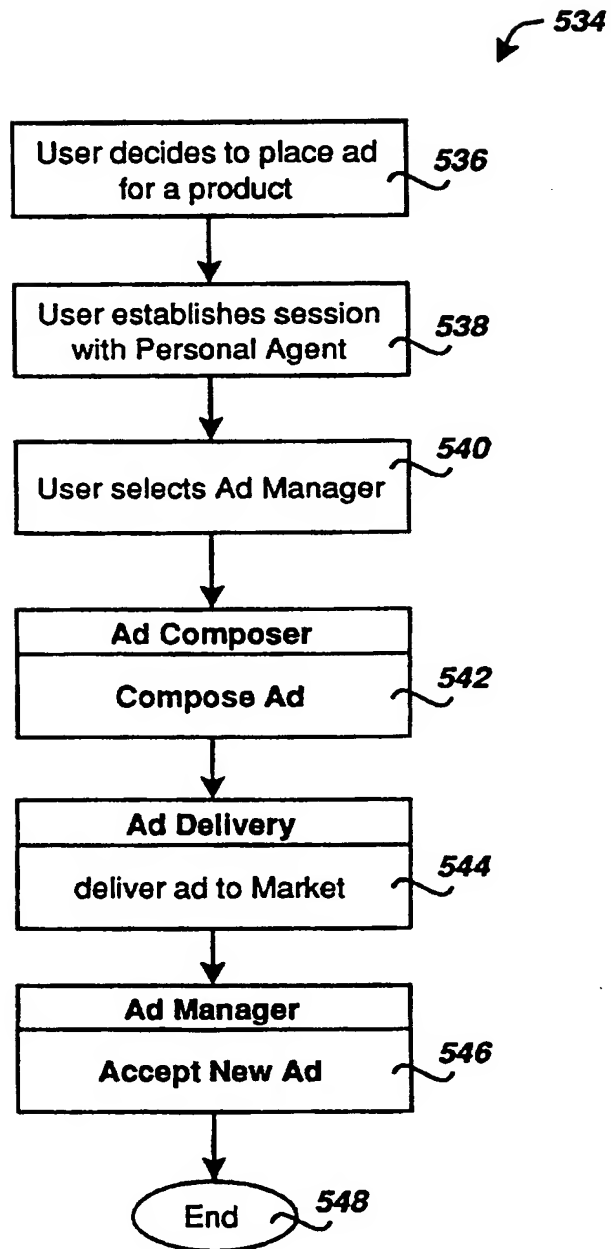 534
User decides to place ad
for a product
536
User establishes session
with Personal Agent
538
540
User selects Ad Manager
Ad Composer
Compose Ad
542
Ad Delivery
deliver ad to Market
544
Ad Manager
Accept New Ad
546
End
548